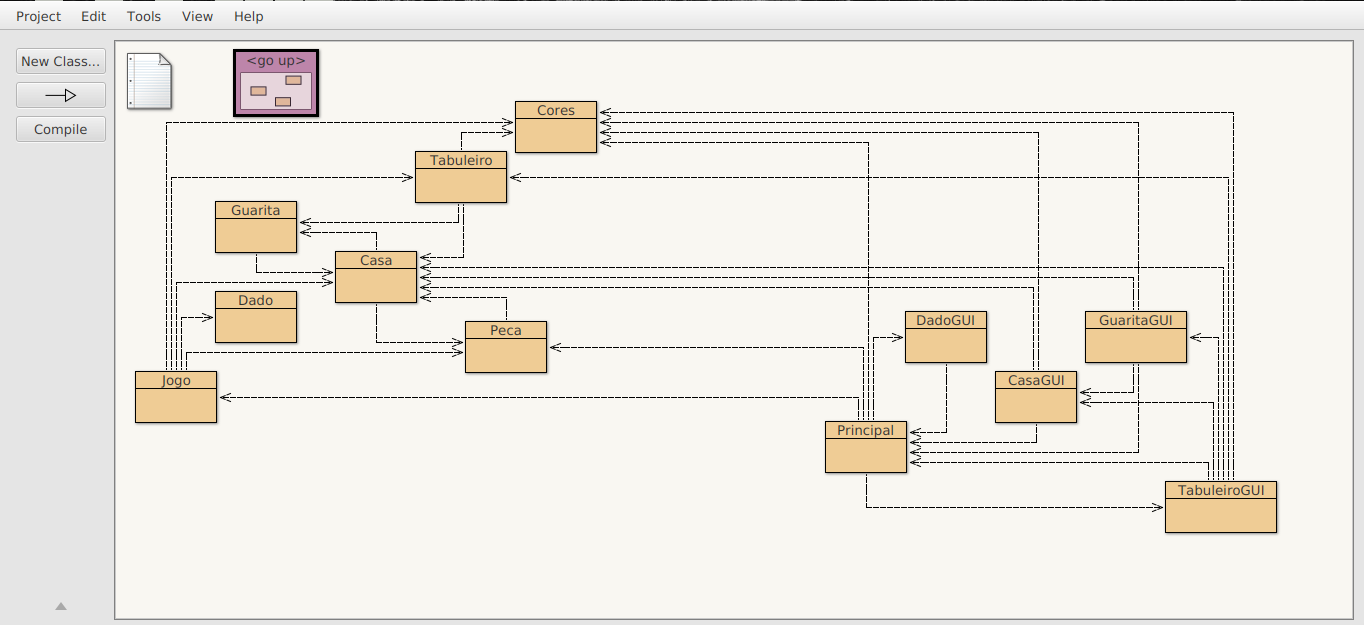 Project Edit Tools View Help
New Class...
<go up>
Compile
Cores
Tabuleiro
Guarita
Casa
Dado
Peca
DadoGUI
GuaritaGUI
Jogo
CasaGUI
Principal
TabuleiroGUI